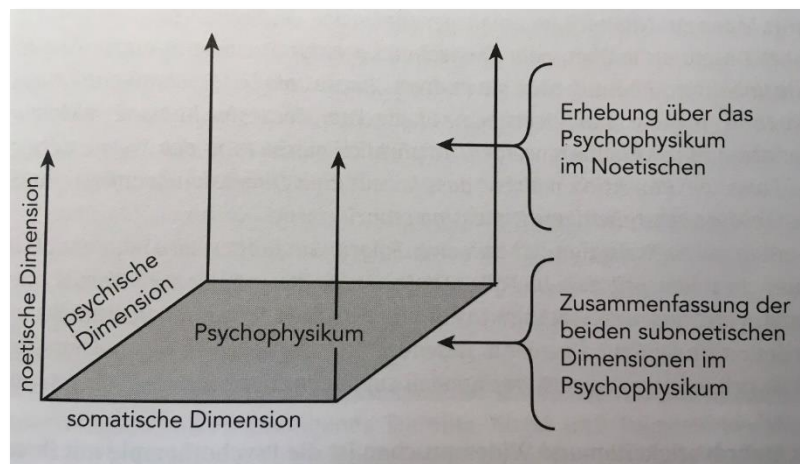 noetische Dimension
psychische
Dimension
Psychophysikum
somatische Dimension
Erhebung über das
Psychophysikum
im Noetischen
Zusammenfassung der
beiden subnoetischen
Dimensionen im
Psychophysikum